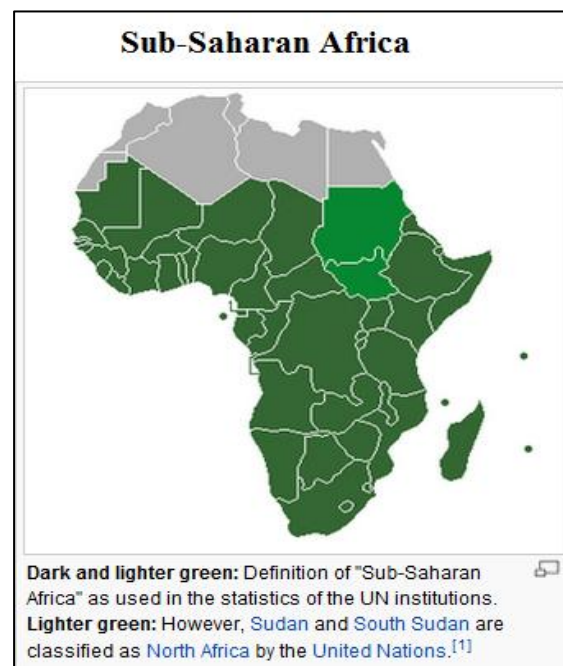 Sub-Saharan Africa
Dark and lighter green: Definition of "Sub-Saharan
Africa" as used in the statistics of the UN institutions.
Lighter green: However, Sudan and South Sudan are
classified as North Africa by the United Nations.[1]